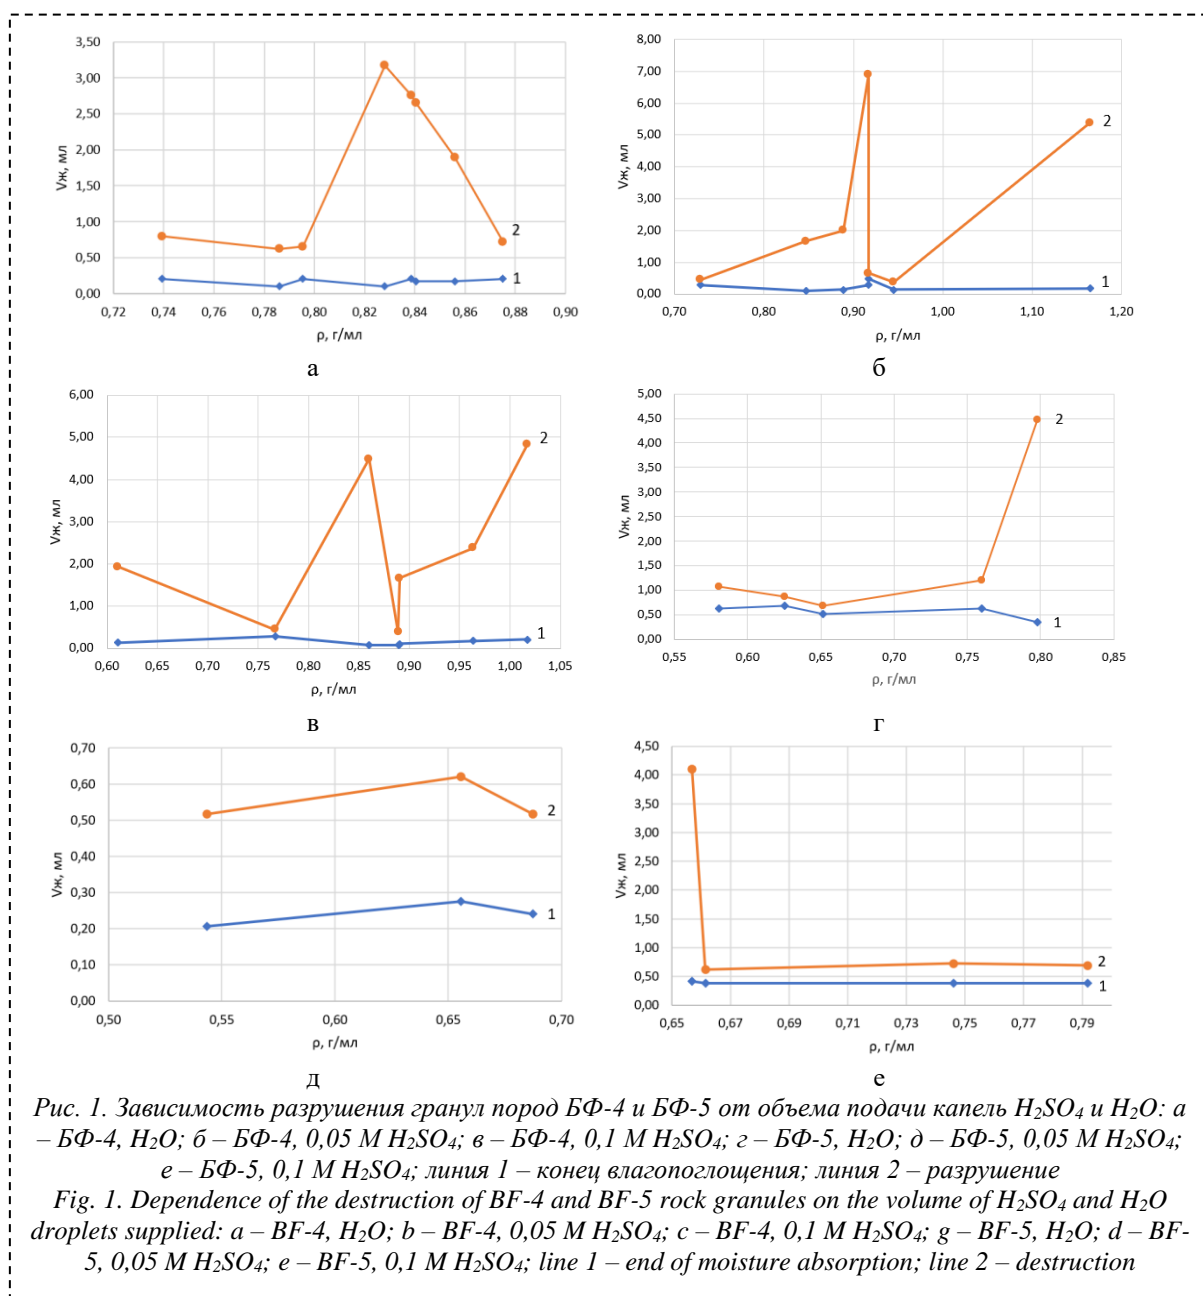 3,50
3,00
2,50
2,00
1,50
1,00
0,50
0,00
Vж, мл
0,72 0,74 0,76 0,78 0,80 0,82 0,84 0,86 0,88 0,90
ρ, г/мл
2
1
а
8,00
7,00
6,00
5,00
4,00
3,00
2,00
1,00
0,00
Vж, мл
0,70 0,80 0,90 1,00 1,10 1,20
ρ, г/мл
2
1
б
6,00
5,00
4,00
3,00
2,00
1,00
0,00
Vж, мл
0,60 0,65 0,70 0,75 0,80 0,85 0,90 0,95 1,00 1,05
ρ, г/мл
2
1
в
5,00
4,50
4,00
3,50
3,00
2,50
2,00
1,50
1,00
0,50
0,00
Vж, мл
0,55 0,60 0,65 0,70 0,75 0,80 0,85
ρ, г/мл
2
1
г
0,70
0,60
0,50
0,40
0,30
0,20
0,10
0,00
Vж, мл
0,50 0,55 0,60 0,65 0,70
ρ, г/мл
2
1
д
4,50
4,00
3,50
3,00
2,50
2,00
1,50
1,00
0,50
0,00
Vж, мл
0,65 0,67 0,69 0,71 0,73 0,75 0,77 0,79
ρ, г/мл
2
1
е
Рис. 1. Зависимость разрушения гранул пород БФ-4 и БФ-5 от объема подачи капель H₂SO₄ и H₂O: а
– БФ-4, H₂O; б – БФ-4, 0,05 М H₂SO₄; в – БФ-4, 0,1 М H₂SO₄; г – БФ-5, H₂O; д – БФ-5, 0,05 М H₂SO₄;
е – БФ-5, 0,1 М H₂SO₄; линия 1 – конец влагопоглощения; линия 2 – разрушение
Fig. 1. Dependence of the destruction of BF-4 and BF-5 rock granules on the volume of H₂SO₄ and H₂O
droplets supplied: a – BF-4, H₂O; b – BF-4, 0,05 M H₂SO₄; c – BF-4, 0,1 M H₂SO₄; g – BF-5, H₂O; d – BF-
5, 0,05 M H₂SO₄; e – BF-5, 0,1 M H₂SO₄; line 1 – end of moisture absorption; line 2 – destruction